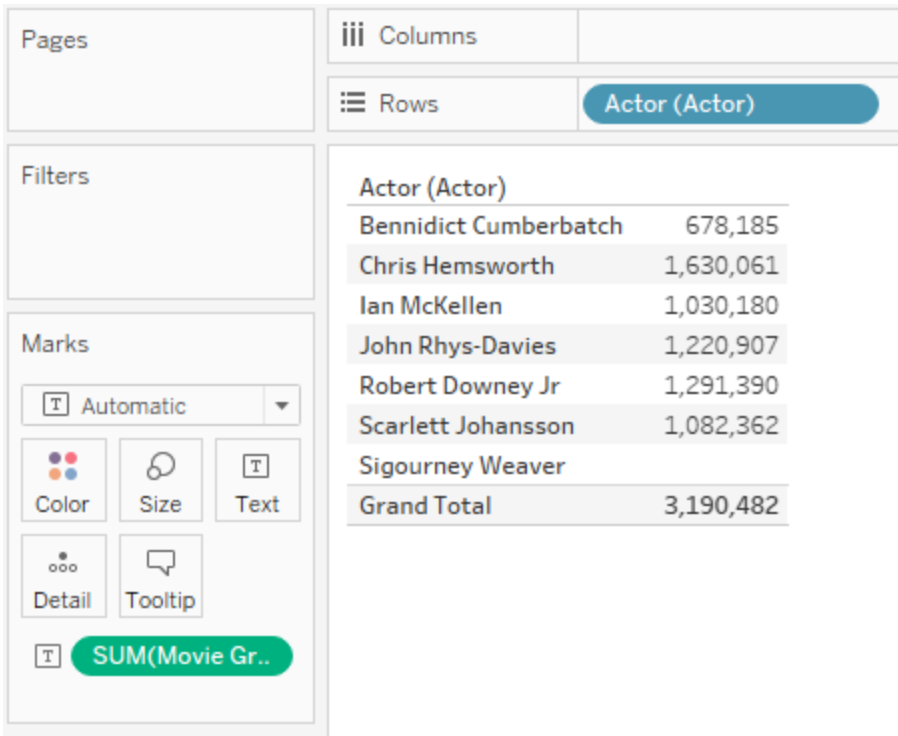 Pages
Columns
Rows
Actor (Actor)
Filters
Actor (Actor)
Bennidict Cumberbatch 678,185
Chris Hemsworth 1,630,061
Ian McKellen 1,030,180
John Rhys-Davies 1,220,907
Robert Downey Jr 1,291,390
Scarlett Johansson 1,082,362
Sigourney Weaver
Grand Total 3,190,482
Marks
T Automatic
Color Size T Text
Detail Tooltip
T SUM(Movie Gr..